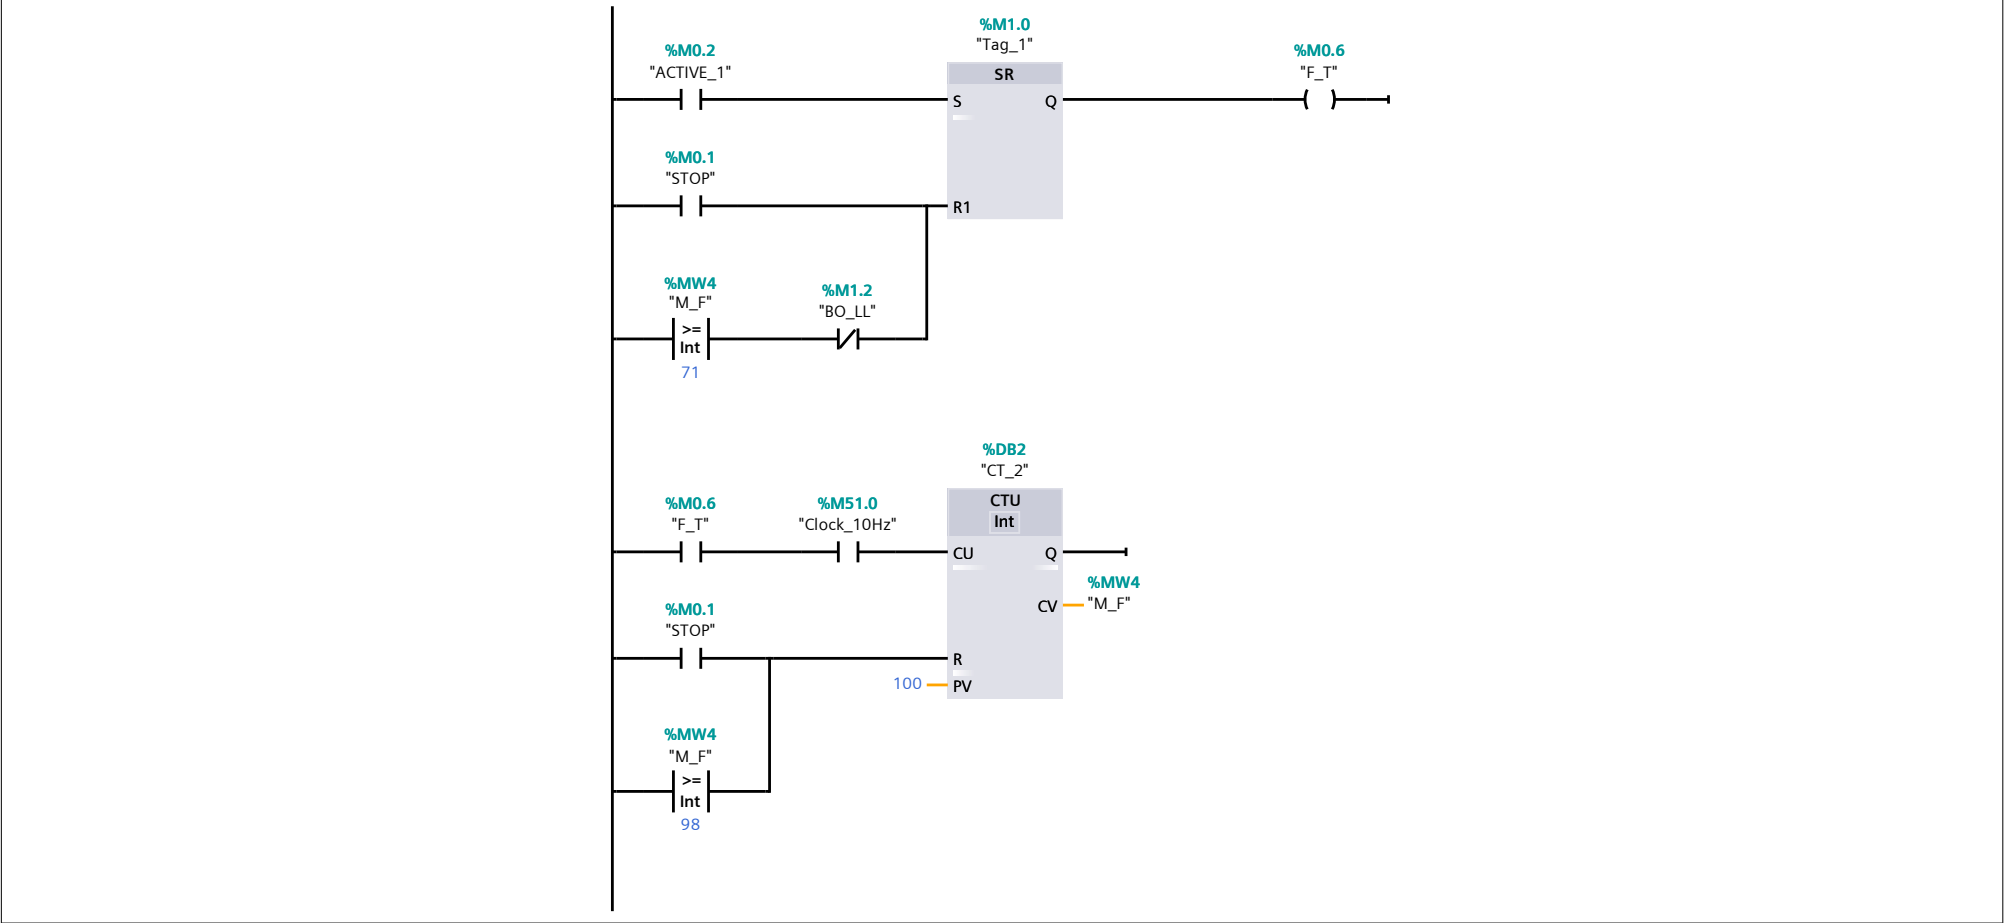 %M1.0
"Tag_1"
%M0.2
"ACTIVE_1"
SR
%M0.6
"F_T"
S
Q
%M0.1
"STOP"
R1
%MW4
"M_F"
>=
Int
71
%M1.2
"BO_LL"
%DB2
"CT_2"
CTU
Int
%M0.6
"F_T"
%M51.0
"Clock_10Hz"
CU
Q
%MW4
CV
"M_F"
%M0.1
"STOP"
R
100
PV
%MW4
"M_F"
>=
Int
98